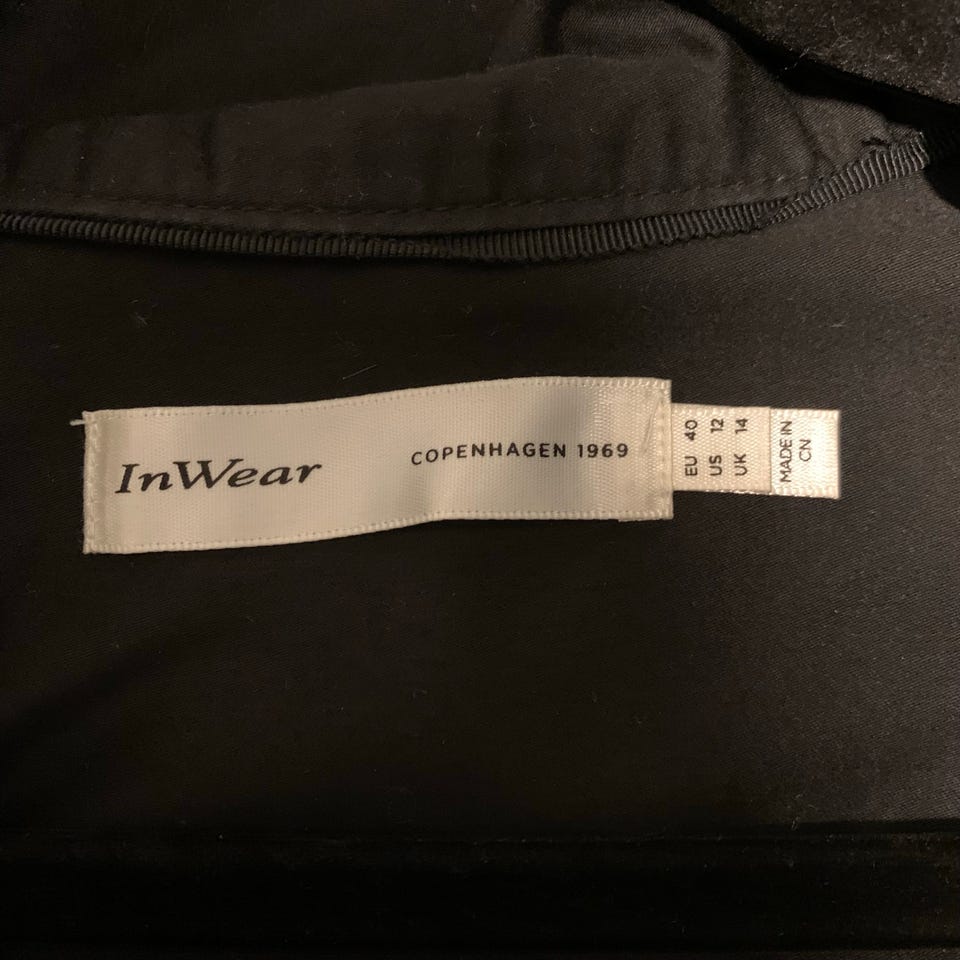 InWear
COPENHAGEN 1969
EU 40
US 12
UK 14
MADE IN
CN